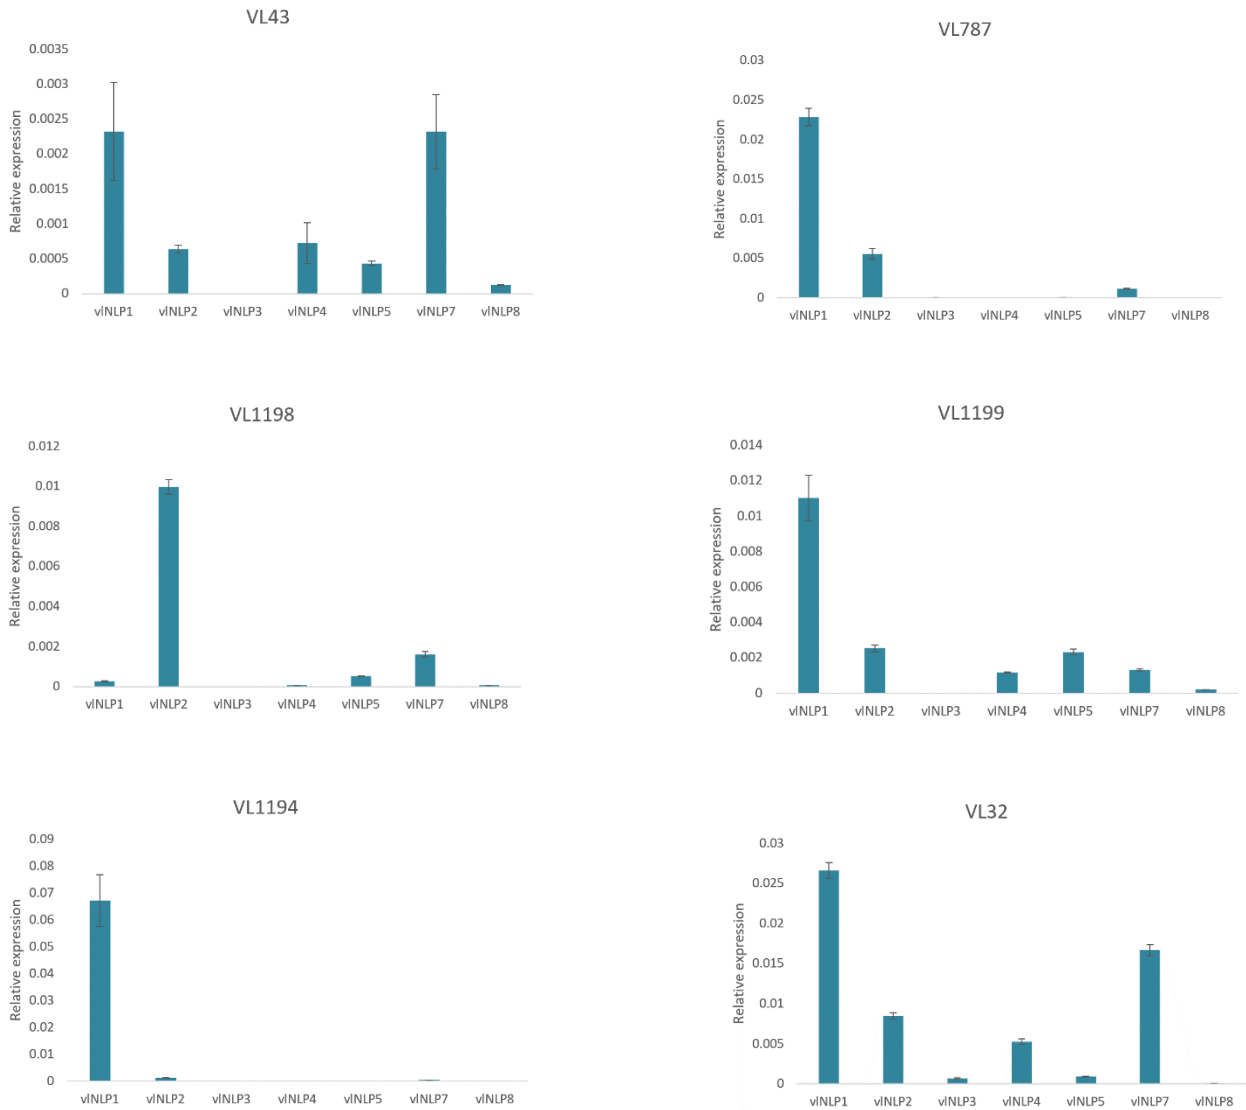 VL43
Relative expression
0.0035
0.003
0.0025
0.002
0.0015
0.001
0.0005
0
vlNLP1 vlNLP2 vlNLP3 vlNLP4 vlNLP5 vlNLP7 vlNLP8
VL787
Relative expression
0.03
0.025
0.02
0.015
0.01
0.005
0
vlNLP1 vlNLP2 vlNLP3 vlNLP4 vlNLP5 vlNLP7 vlNLP8
VL1198
Relative expression
0.012
0.01
0.008
0.006
0.004
0.002
0
vlNLP1 vlNLP2 vlNLP3 vlNLP4 vlNLP5 vlNLP7 vlNLP8
VL1199
Relative expression
0.014
0.012
0.01
0.008
0.006
0.004
0.002
0
vlNLP1 vlNLP2 vlNLP3 vlNLP4 vlNLP5 vlNLP7 vlNLP8
VL1194
Relative expression
0.09
0.08
0.07
0.06
0.05
0.04
0.03
0.02
0.01
0
vlNLP1 vlNLP2 vlNLP3 vlNLP4 vlNLP5 vlNLP7 vlNLP8
VL32
Relative expression
0.03
0.025
0.02
0.015
0.01
0.005
0
vlNLP1 vlNLP2 vlNLP3 vlNLP4 vlNLP5 vlNLP7 vlNLP8